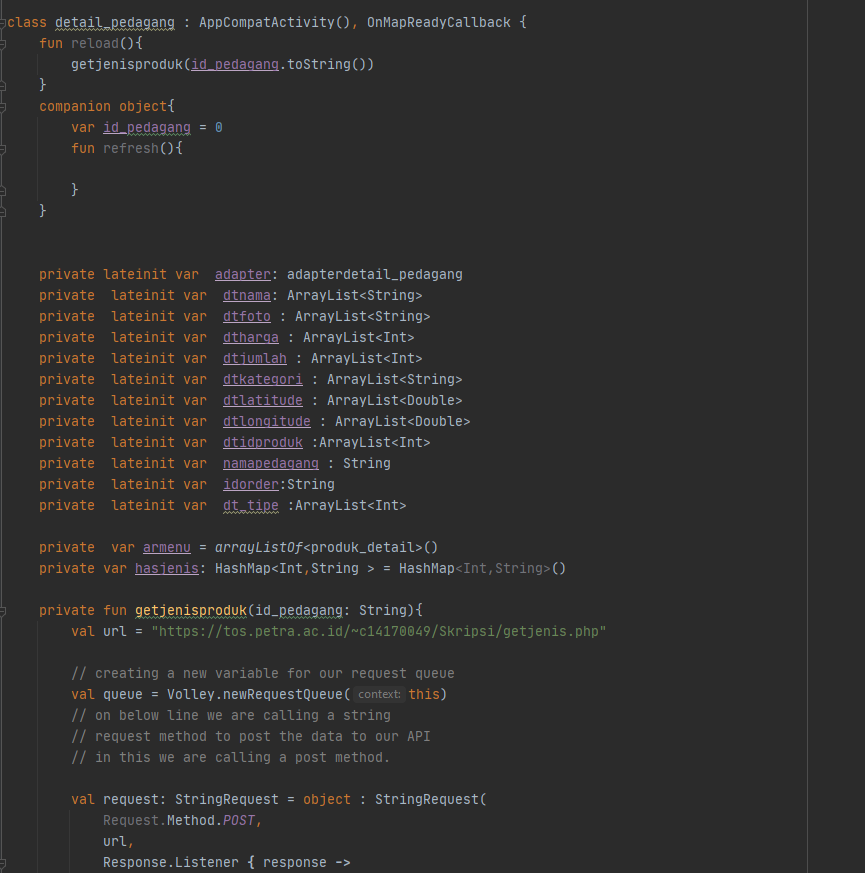 class detail_pedagang : AppCompatActivity(), OnMapReadyCallback {
    fun reload(){
        getjenisproduk(id_pedagang.toString())
    }
    companion object{
        var id_pedagang = 0
        fun refresh(){
        }
    }
    private lateinit var  adapter: adapterdetail_pedagang
    private  lateinit var  dtnama: ArrayList<String>
    private  lateinit var  dtfoto : ArrayList<String>
    private  lateinit var  dtharga : ArrayList<Int>
    private  lateinit var  dtjumlah : ArrayList<Int>
    private  lateinit var  dtkategori : ArrayList<String>
    private  lateinit var  dtlatitude : ArrayList<Double>
    private  lateinit var  dtlongitude : ArrayList<Double>
    private  lateinit var  dtidproduk :ArrayList<Int>
    private  lateinit var  namapedagang : String
    private  lateinit var  idorder:String
    private  lateinit var  dt_tipe :ArrayList<Int>
    private  var armenu = arrayListOf<produk_detail>()
    private var hasjenis: HashMap<Int,String > = HashMap<Int,String>()
    private fun getjenisproduk(id_pedagang: String){
        val url = "https://tos.petra.ac.id/~c14170049/Skripsi/getjenis.php"
        // creating a new variable for our request queue
        val queue = Volley.newRequestQueue( context: this)
        // on below line we are calling a string
        // request method to post the data to our API
        // in this we are calling a post method.
        val request: StringRequest = object : StringRequest(
            Request.Method.POST,
            url,
            Response.Listener { response ->